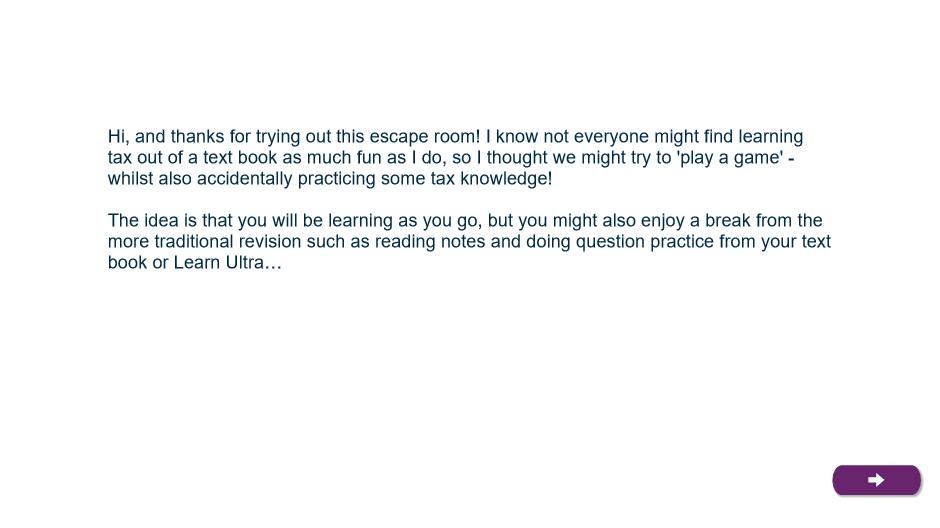 Hi, and thanks for trying out this escape room! I know not everyone might find learning
tax out of a text book as much fun as I do, so I thought we might try to 'play a game' -
whilst also accidentally practicing some tax knowledge!
The idea is that you will be learning as you go, but you might also enjoy a break from the
more traditional revision such as reading notes and doing question practice from your text
book or Learn Ultra…